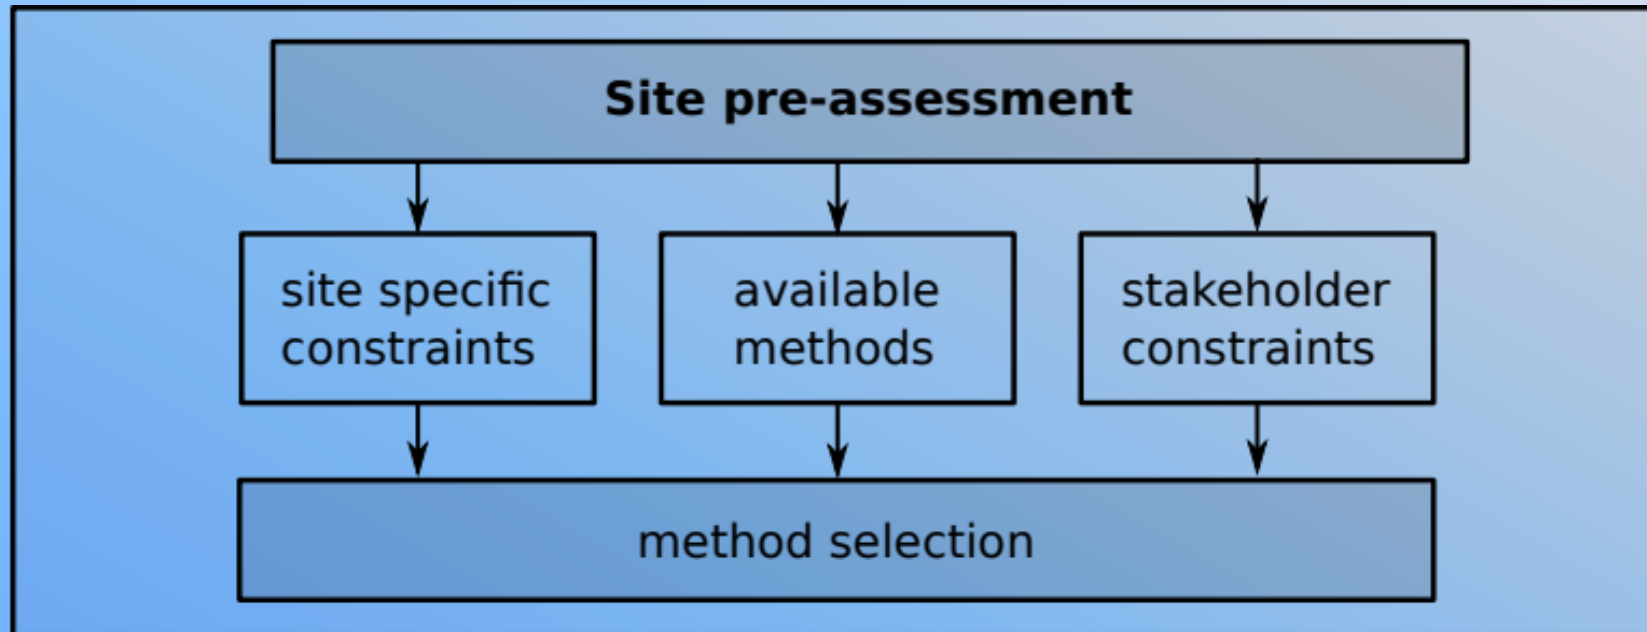 Site pre-assessment
site specific
constraints
available
methods
stakeholder
constraints
method selection